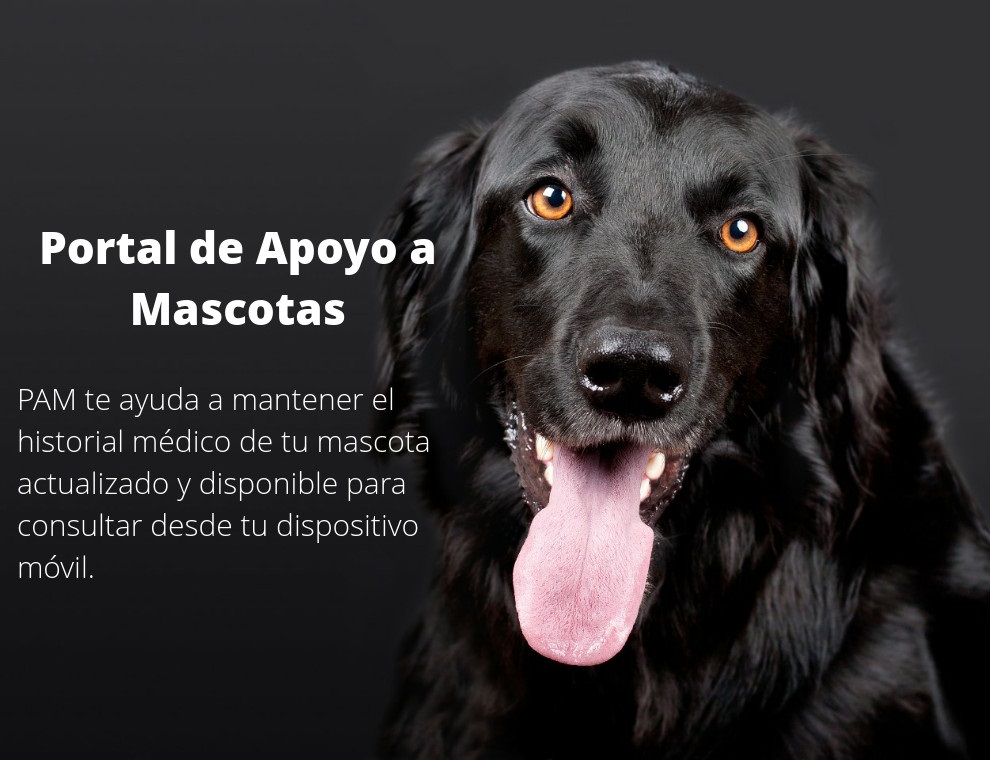 Portal de Apoyo a
Mascotas
PAM te ayuda a mantener el
historial médico de tu mascota
actualizado y disponible para
consultar desde tu dispositivo
móvil.